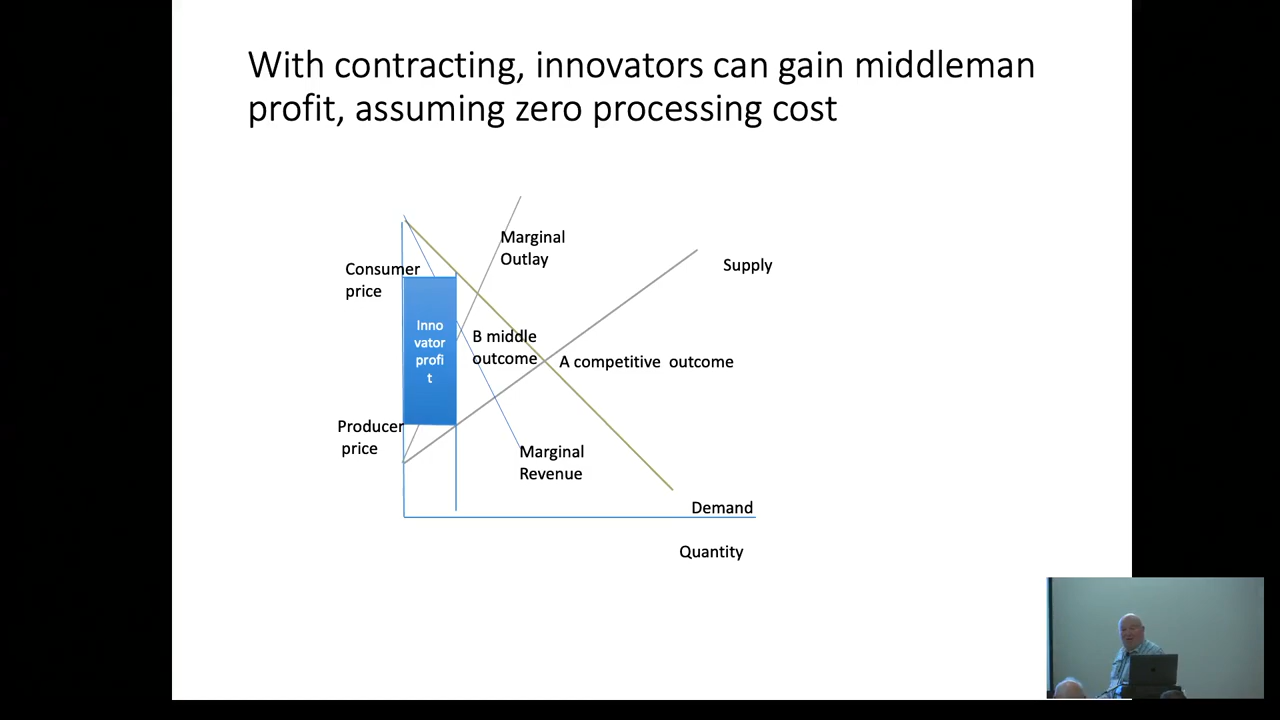 With contracting, innovators can gain middleman
profit, assuming zero processing cost
Marginal
Outlay
Supply
Consumer
price
Inno
vator
profi
t
B middle
outcome
A competitive  outcome
Producer
price
Marginal
Revenue
Demand
Quantity